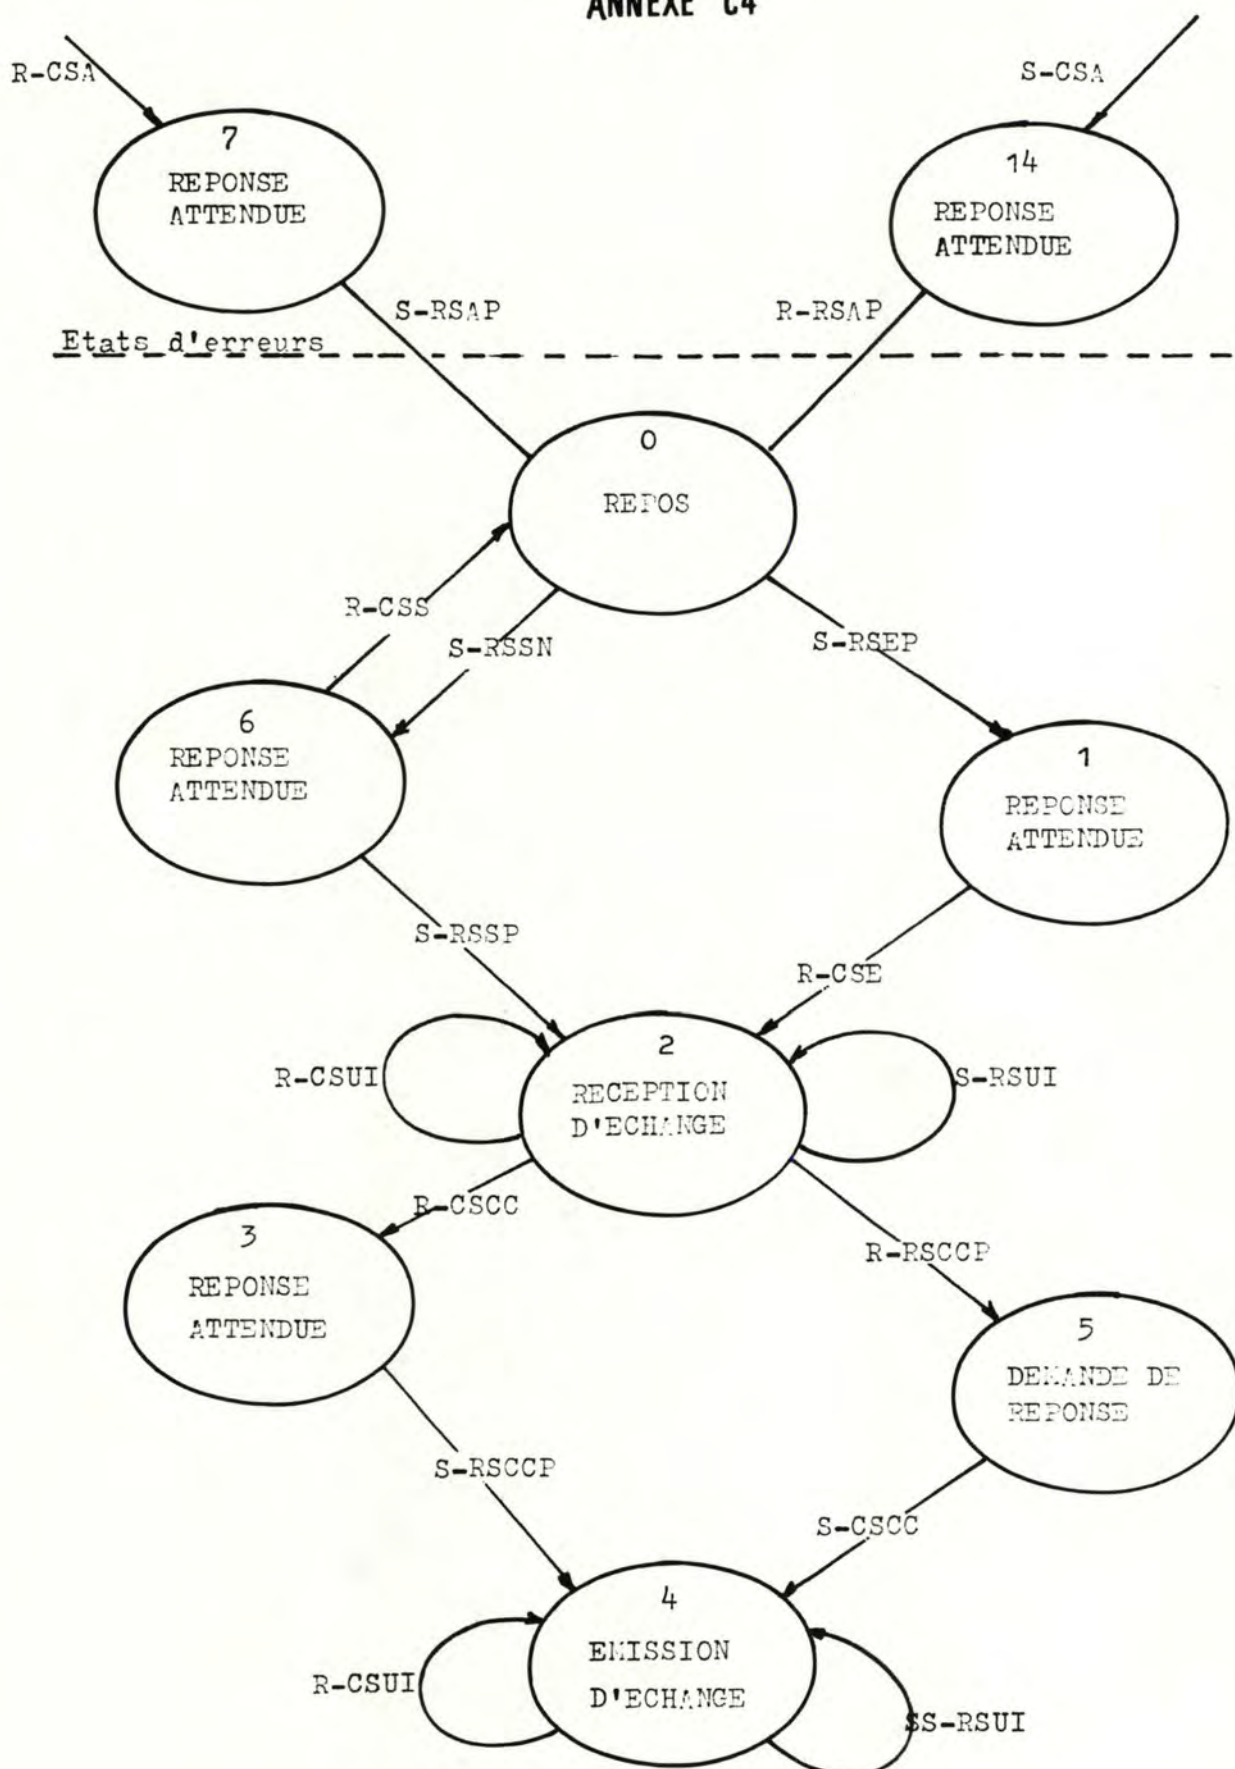 ANNEXE C4
R-CSA
S-CSA
7
REPONSE
ATTENDUE
14
REPONSE
ATTENDUE
S-RSAP
R-RSAP
Etats d'erreurs
0
REPOS
R-CSS
S-RSSN
S-RSEP
6
REPONSE
ATTENDUE
1
REPONSE
ATTENDUE
S-RSSP
R-CSE
2
RECEPTION
D'ECHANGE
R-CSUI
S-RSUI
R-CSCC
R-RSCCP
3
REPONSE
ATTENDUE
5
DEMANDE DE
REPONSE
S-RSCCP
S-CSCC
4
EMISSION
D'ECHANGE
R-CSUI
SS-RSUI